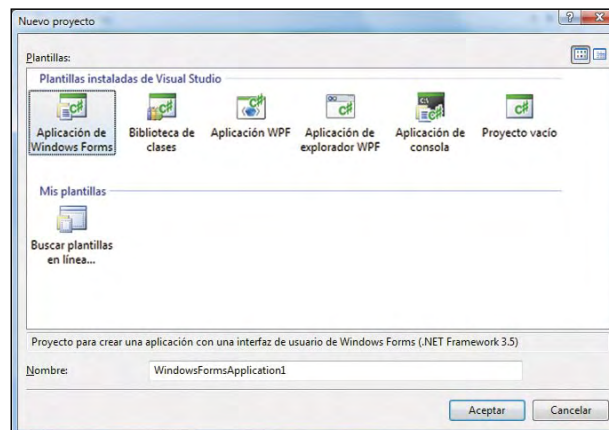 Nuevo proyecto
Plantillas:
Plantillas instaladas de Visual Studio
Aplicación de Windows Forms
Biblioteca de clases
Aplicación WPF
Aplicación de explorador WPF
Aplicación de consola
Proyecto vacío
Mis plantillas
Buscar plantillas en línea...
Proyecto para crear una aplicación con una interfaz de usuario de Windows Forms (.NET Framework 3.5)
Nombre:
WindowsFormsApplication1
Aceptar
Cancelar